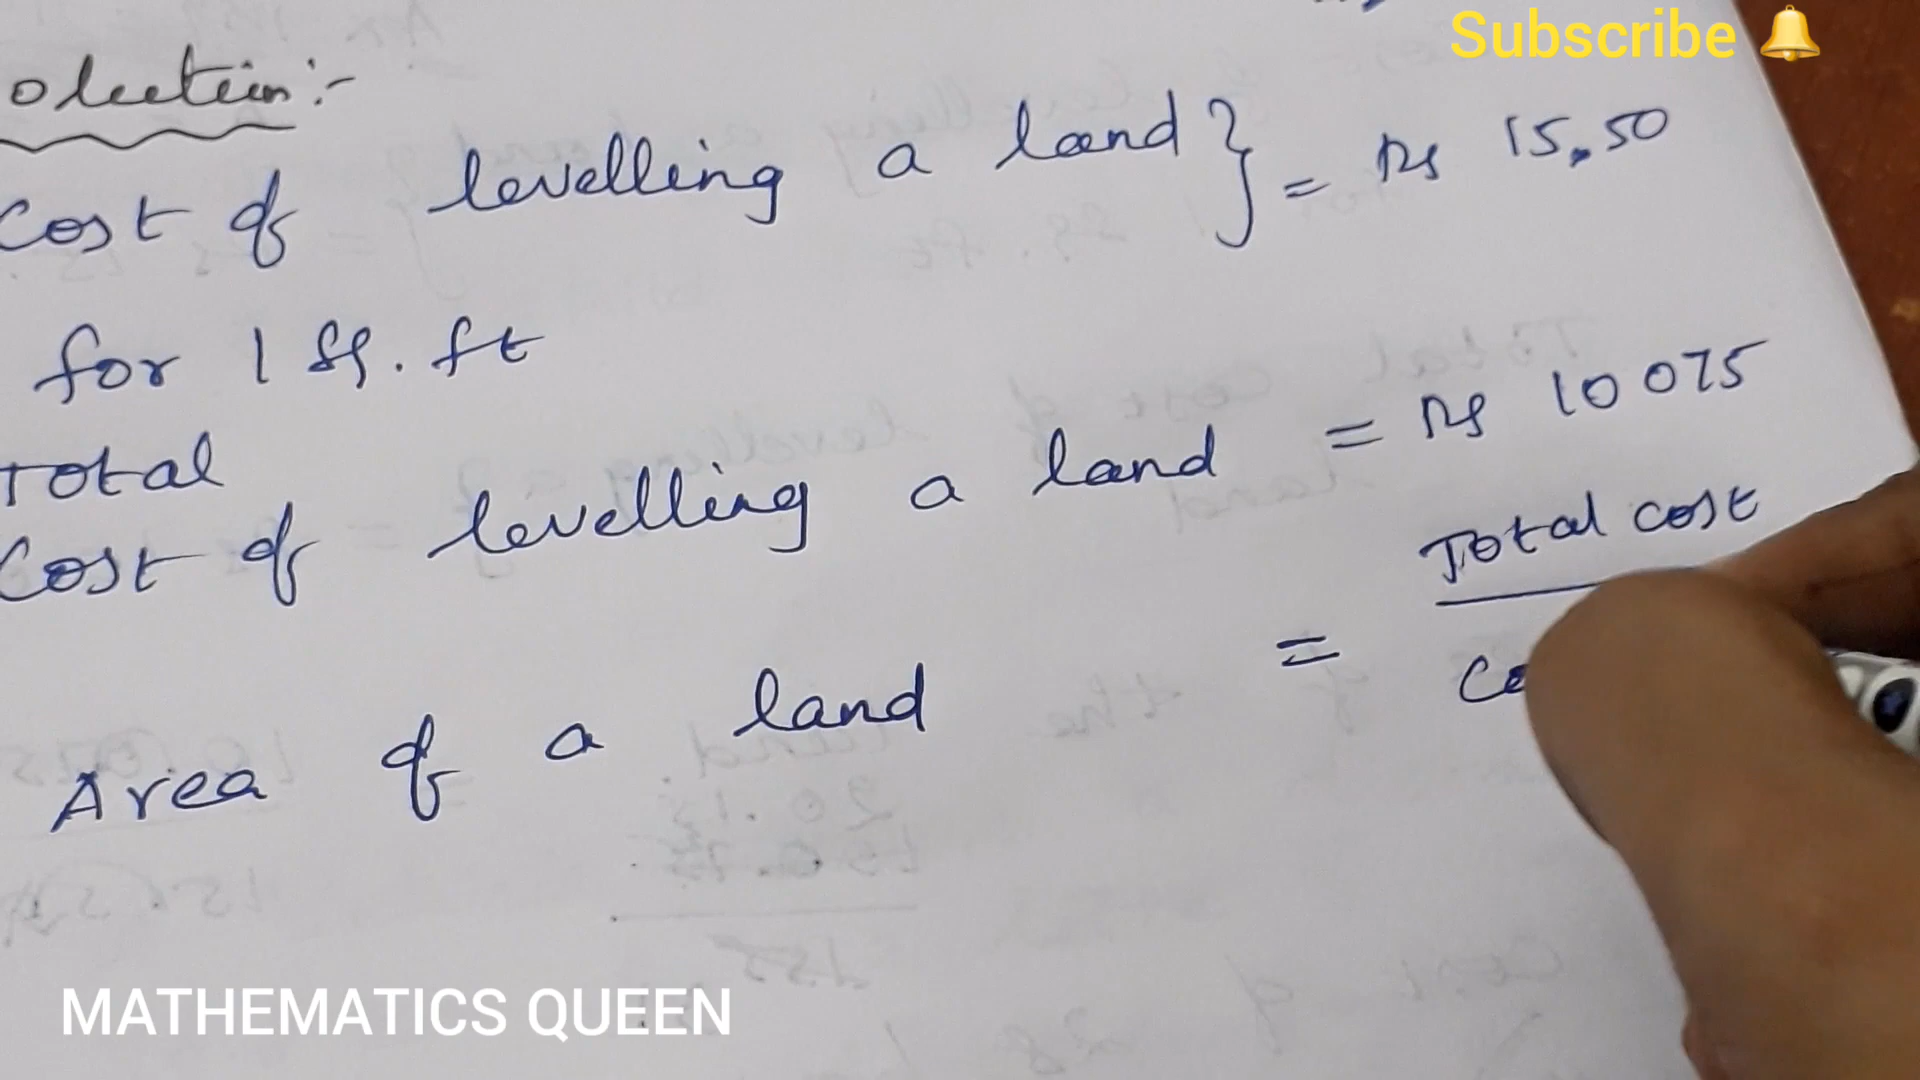 Subscribe 🔔
olution:-
Cost of levelling a land } = Rs 15.50
for 1 sq. ft
Total
Cost of levelling a land = Rs 10075
Area of a land = Total cost
Co
MATHEMATICS QUEEN